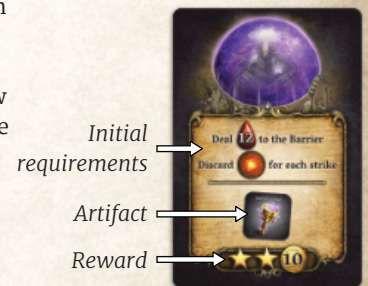 Initial
requirements
Artifact
Reward
Deal 12 to the Barrier
Discard for each strike
10